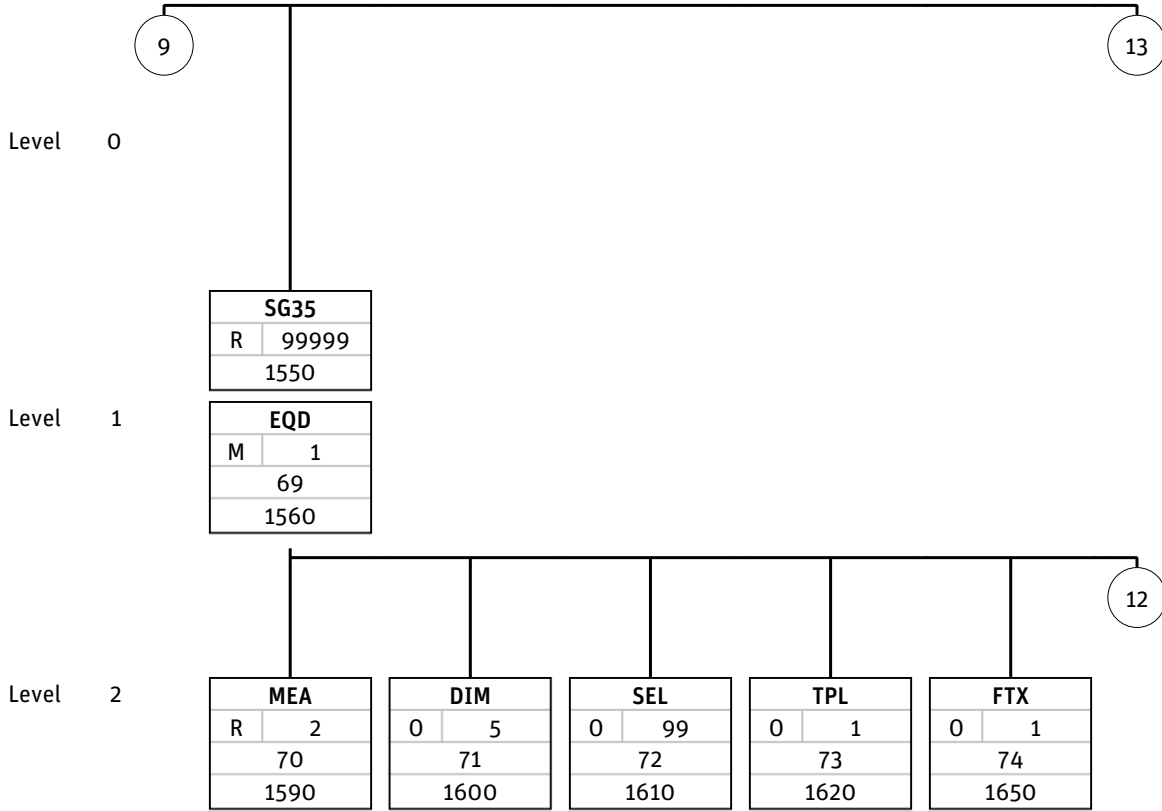 9
13
Level 0
SG35
R 99999
1550
Level 1
EQD
M 1
69
1560
12
Level 2
MEA
R 2
70
1590
DIM
O 5
71
1600
SEL
O 99
72
1610
TPL
O 1
73
1620
FTX
O 1
74
1650